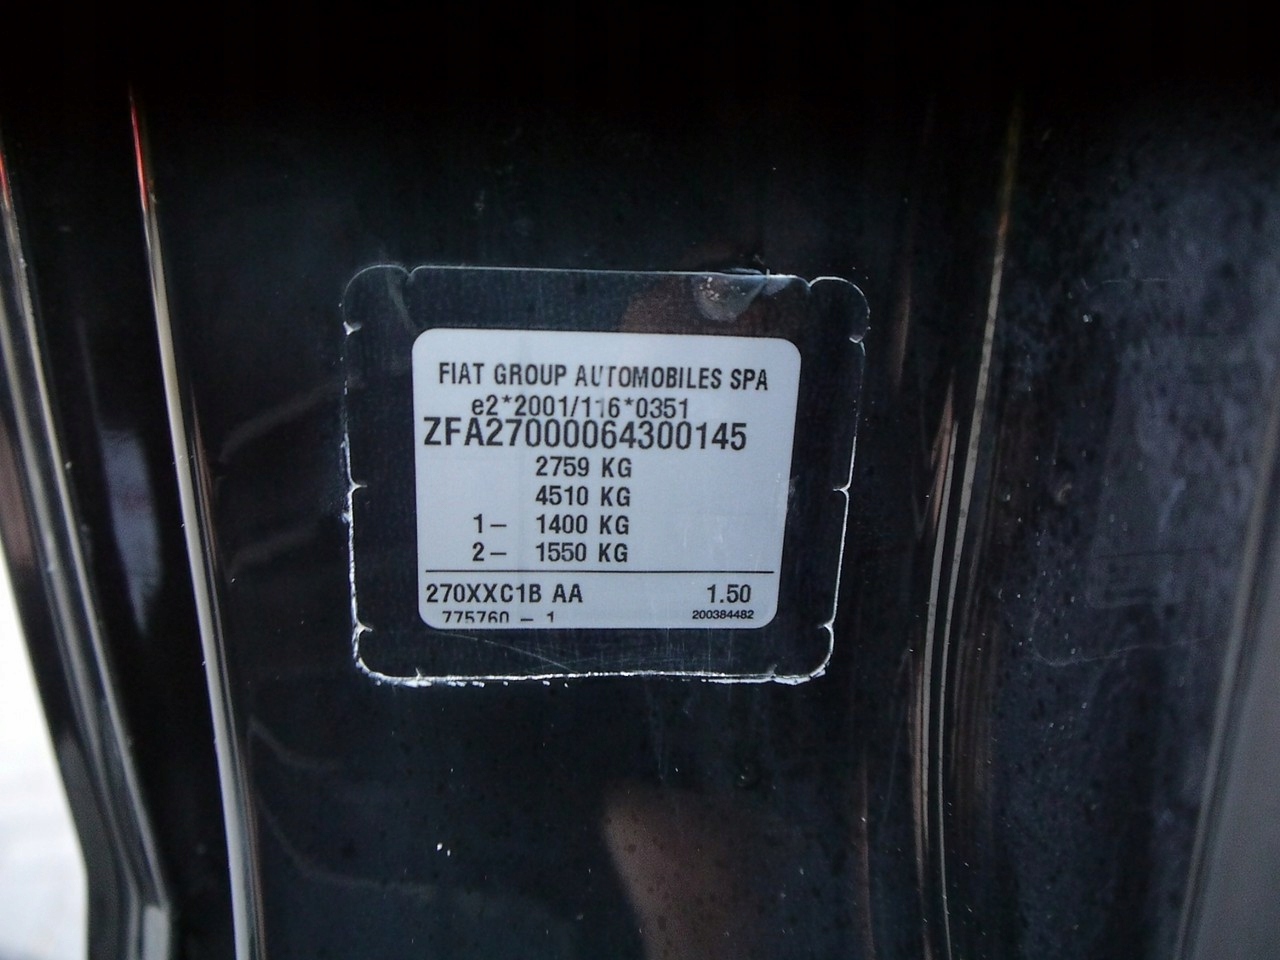 FIAT GROUP AUTOMOBILES SPA
e2*2001/116*0351
ZFA27000064300145
2759 KG
4510 KG
1– 1400 KG
2– 1550 KG
270XXC1B AA 1.50
775760 – 1 200384482